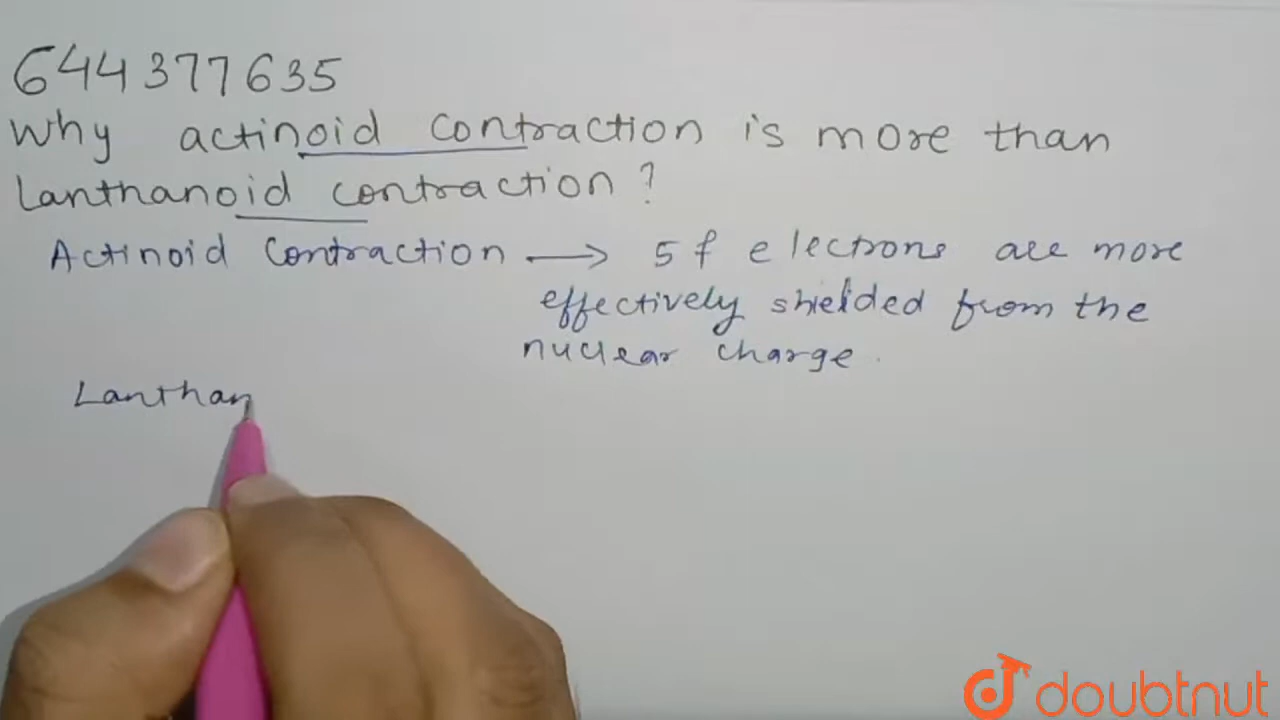 644377635
Why actinoid contraction is more than
Lanthanoid contraction?
Actinoid Contraction → 5f electrons are more
effectively shielded from the
nuclear charge.
Lanthan
doubtnut